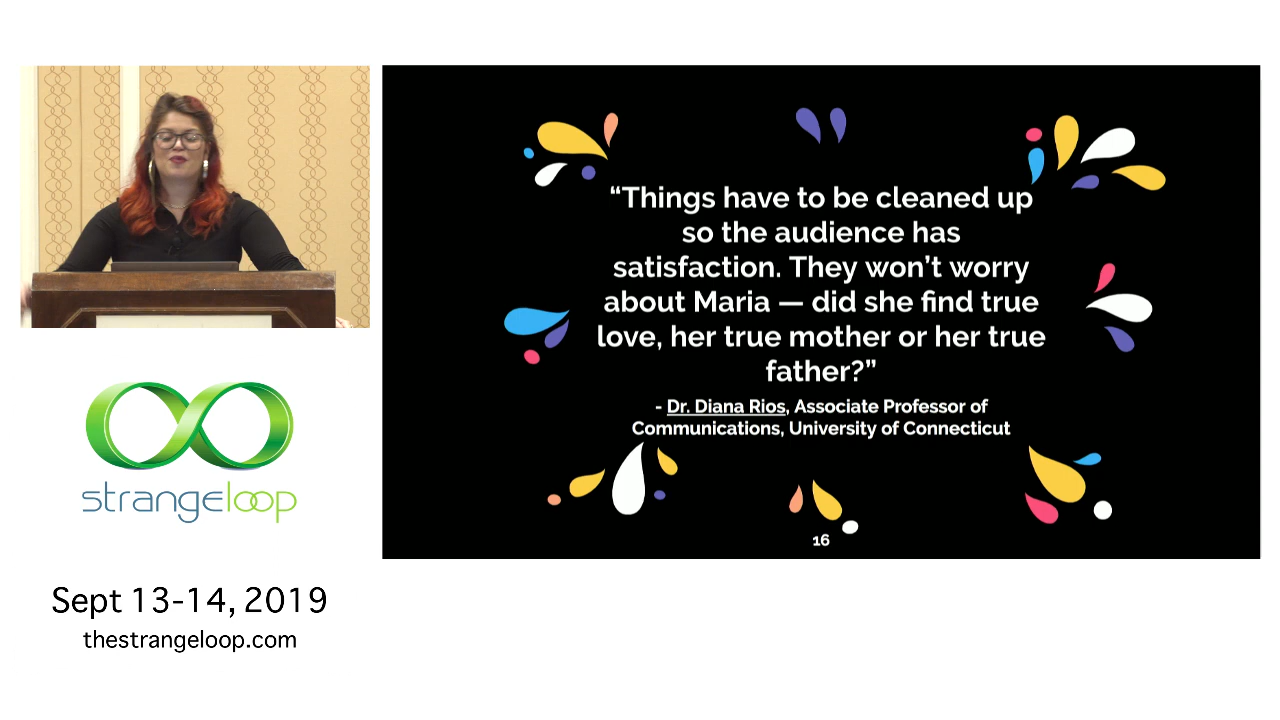 “Things have to be cleaned up
so the audience has
satisfaction. They won’t worry
about Maria — did she find true
love, her true mother or her true
father?”
- Dr. Diana Rios, Associate Professor of
Communications, University of Connecticut
16
strangeloop
Sept 13-14, 2019
thestrangeloop.com